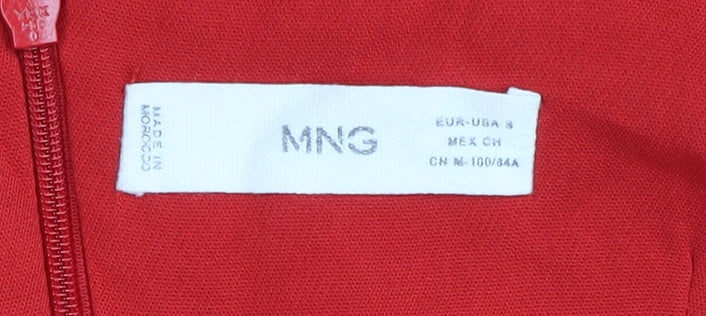 MADE IN
MOROCCO
MNG
EUR-USA S
MEX CH
CN M-160/84A